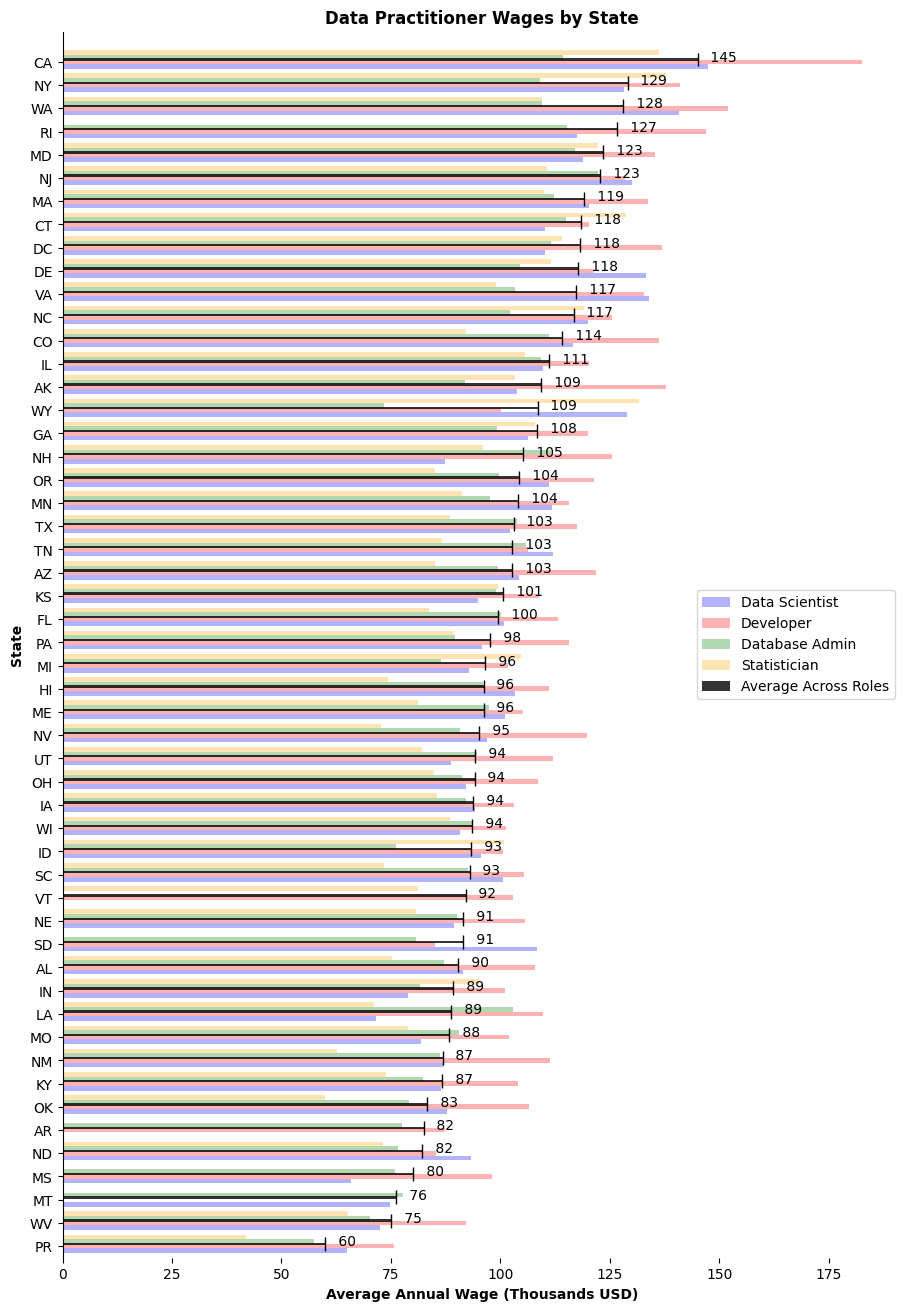 Data Practitioner Wages by State
CA 145
NY 129
WA 128
RI 127
MD 123
NJ 123
MA 119
CT 118
DC 118
DE 118
VA 117
NC 117
CO 114
IL 111
AK 109
WY 109
GA 108
NH 105
OR 104
MN 104
TX 103
TN 103
AZ 103
KS 101
FL 100
PA 98
MI 96
HI 96
ME 96
NV 95
UT 94
OH 94
IA 94
WI 94
ID 93
SC 93
VT 92
NE 91
SD 91
AL 90
IN 89
LA 89
MO 88
NM 87
KY 87
OK 83
AR 82
ND 82
MS 80
MT 76
WV 75
PR 60
State
Data Scientist
Developer
Database Admin
Statistician
Average Across Roles
0 25 50 75 100 125 150 175
Average Annual Wage (Thousands USD)